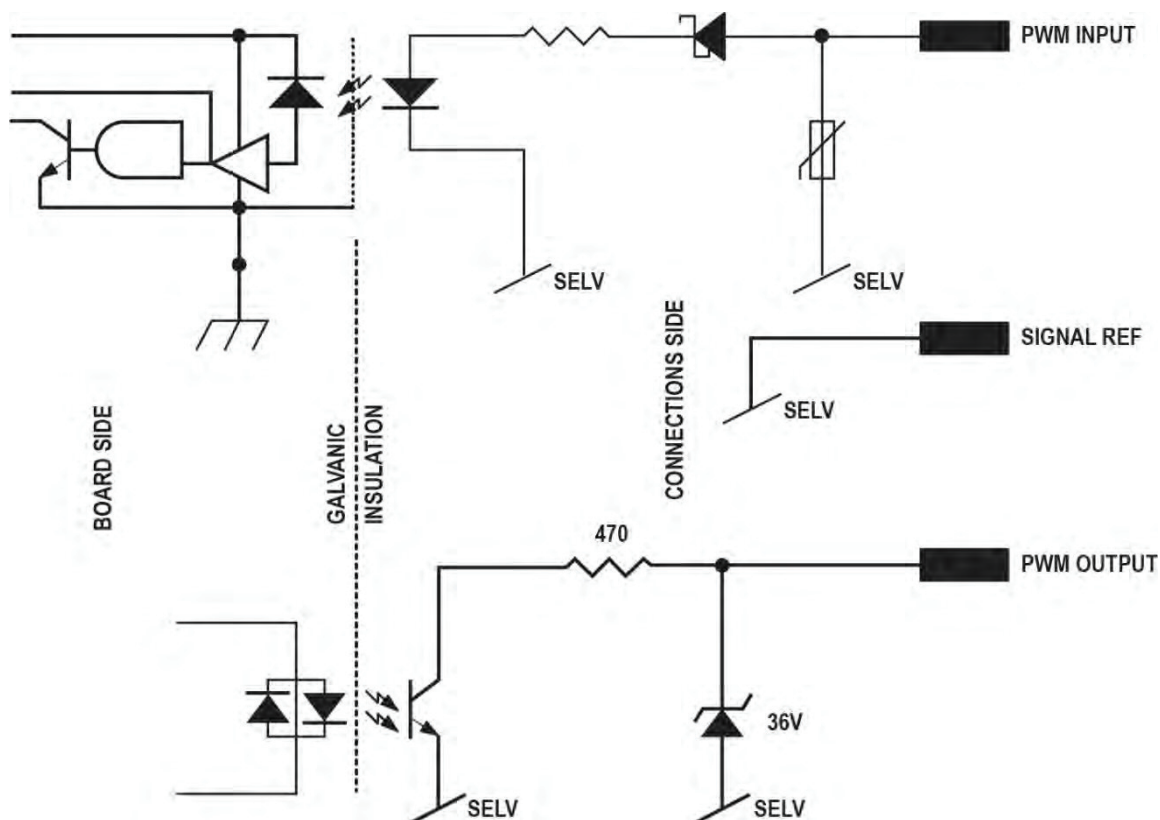 PWM INPUT
SELV
SELV
SIGNAL REF
SELV
BOARD SIDE
GALVANIC
INSULATION
CONNECTIONS SIDE
470
PWM OUTPUT
36V
SELV
SELV